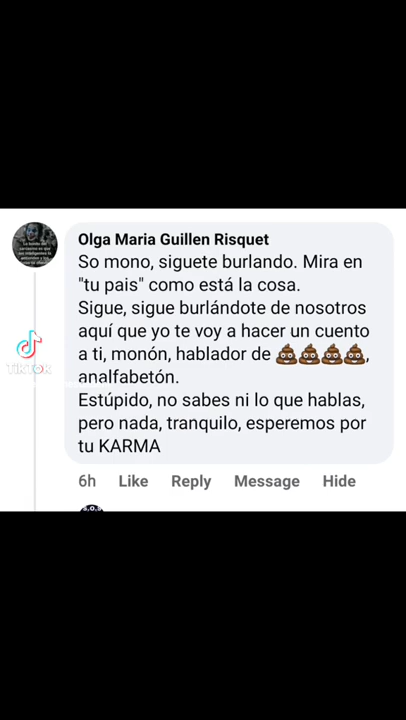 Olga Maria Guillen Risquet
So mono, siguete burlando. Mira en
"tu pais" como está la cosa.
Sigue, sigue burlándote de nosotros
aquí que yo te voy a hacer un cuento
a ti, monón, hablador de 💩💩💩💩,
analfabetón.
Estúpido, no sabes ni lo que hablas,
pero nada, tranquilo, esperemos por
tu KARMA
6h Like Reply Message Hide
TikTok